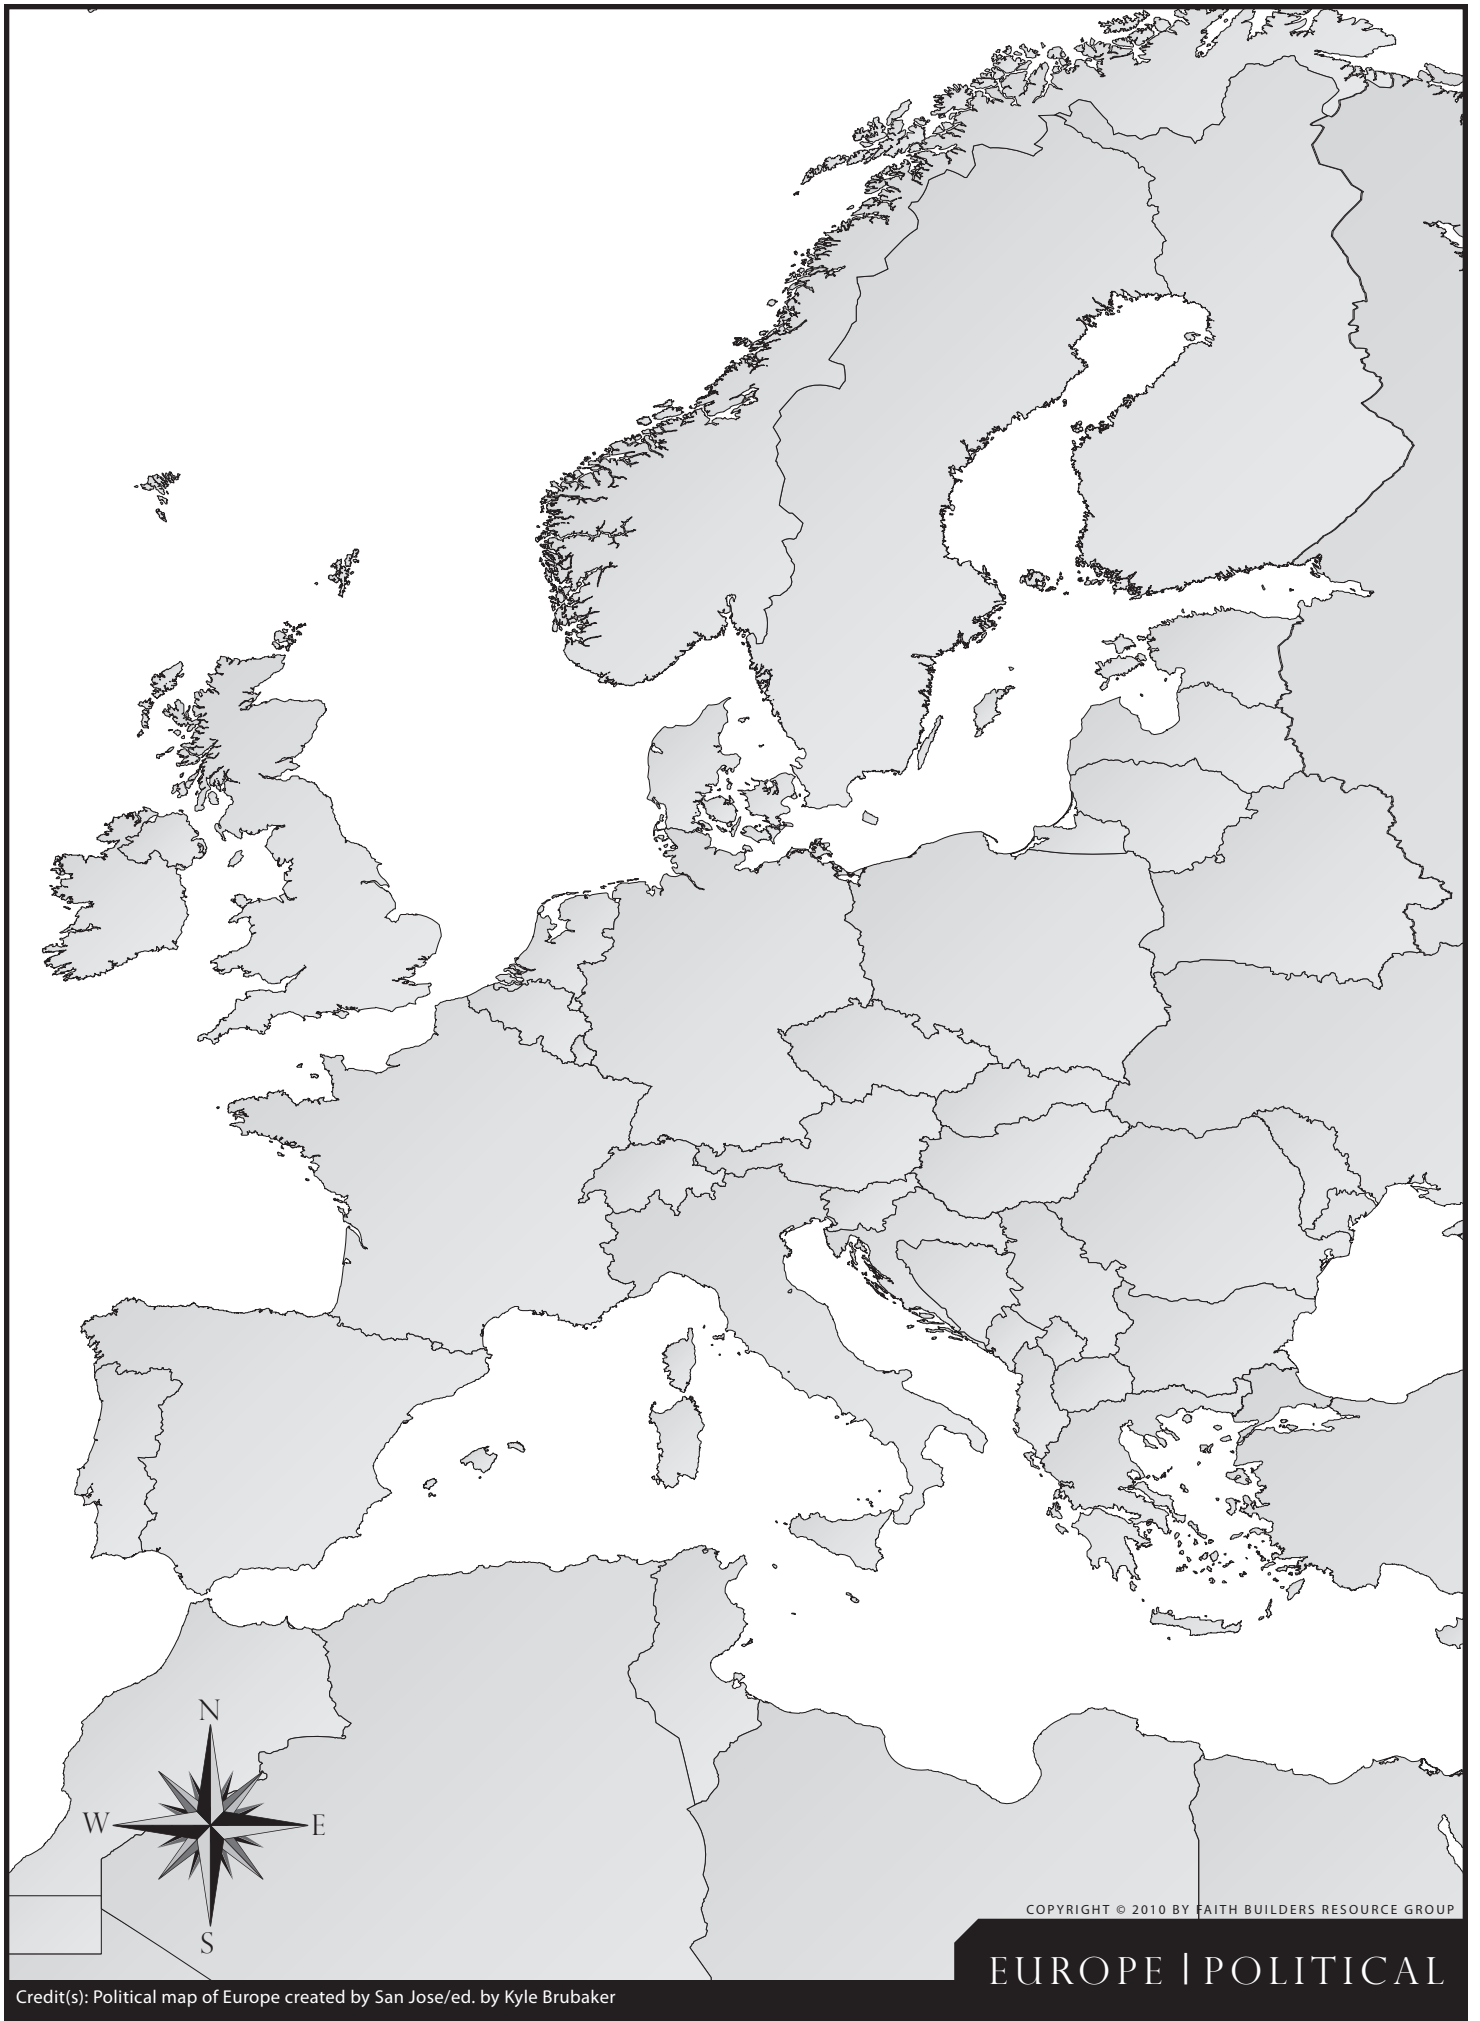 N
W E
S
COPYRIGHT © 2010 BY FAITH BUILDERS RESOURCE GROUP
EUROPE | POLITICAL
Credit(s): Political map of Europe created by San Jose/ed. by Kyle Brubaker